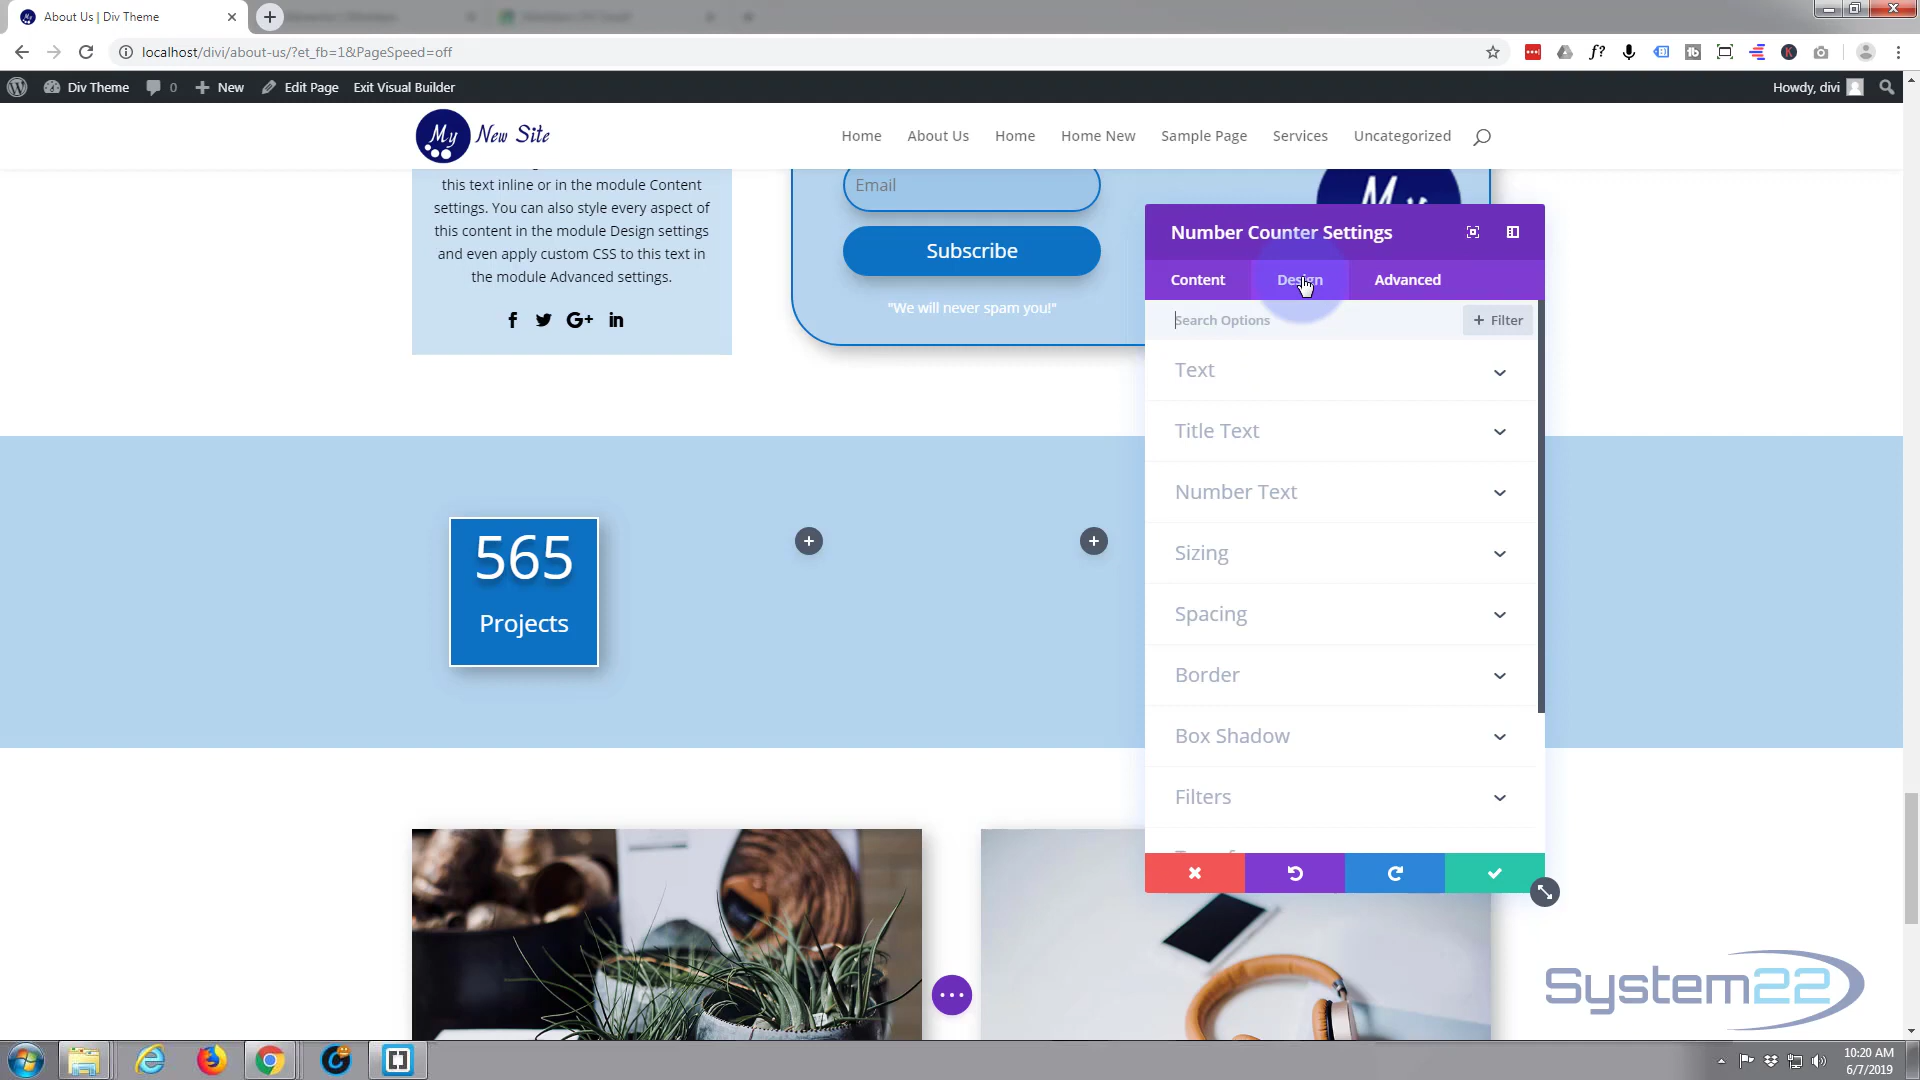 About Us | Div Theme
localhost/divi/about-us/?et_fb=1&PageSpeed=off
Div Theme
0
New
Edit Page
Exit Visual Builder
Howdy, divi
My New Site
Home
About Us
Home
Home New
Sample Page
Services
Uncategorized
this text inline or in the module Content
settings. You can also style every aspect of
this content in the module Design settings
and even apply custom CSS to this text in
the module Advanced settings.
Email
Subscribe
"We will never spam you!"
My
Number Counter Settings
Content
Design
Advanced
Search Options
+ Filter
Text
Title Text
Number Text
Sizing
Spacing
Border
Box Shadow
Filters
565
Projects
System22
10:20 AM
6/7/2019